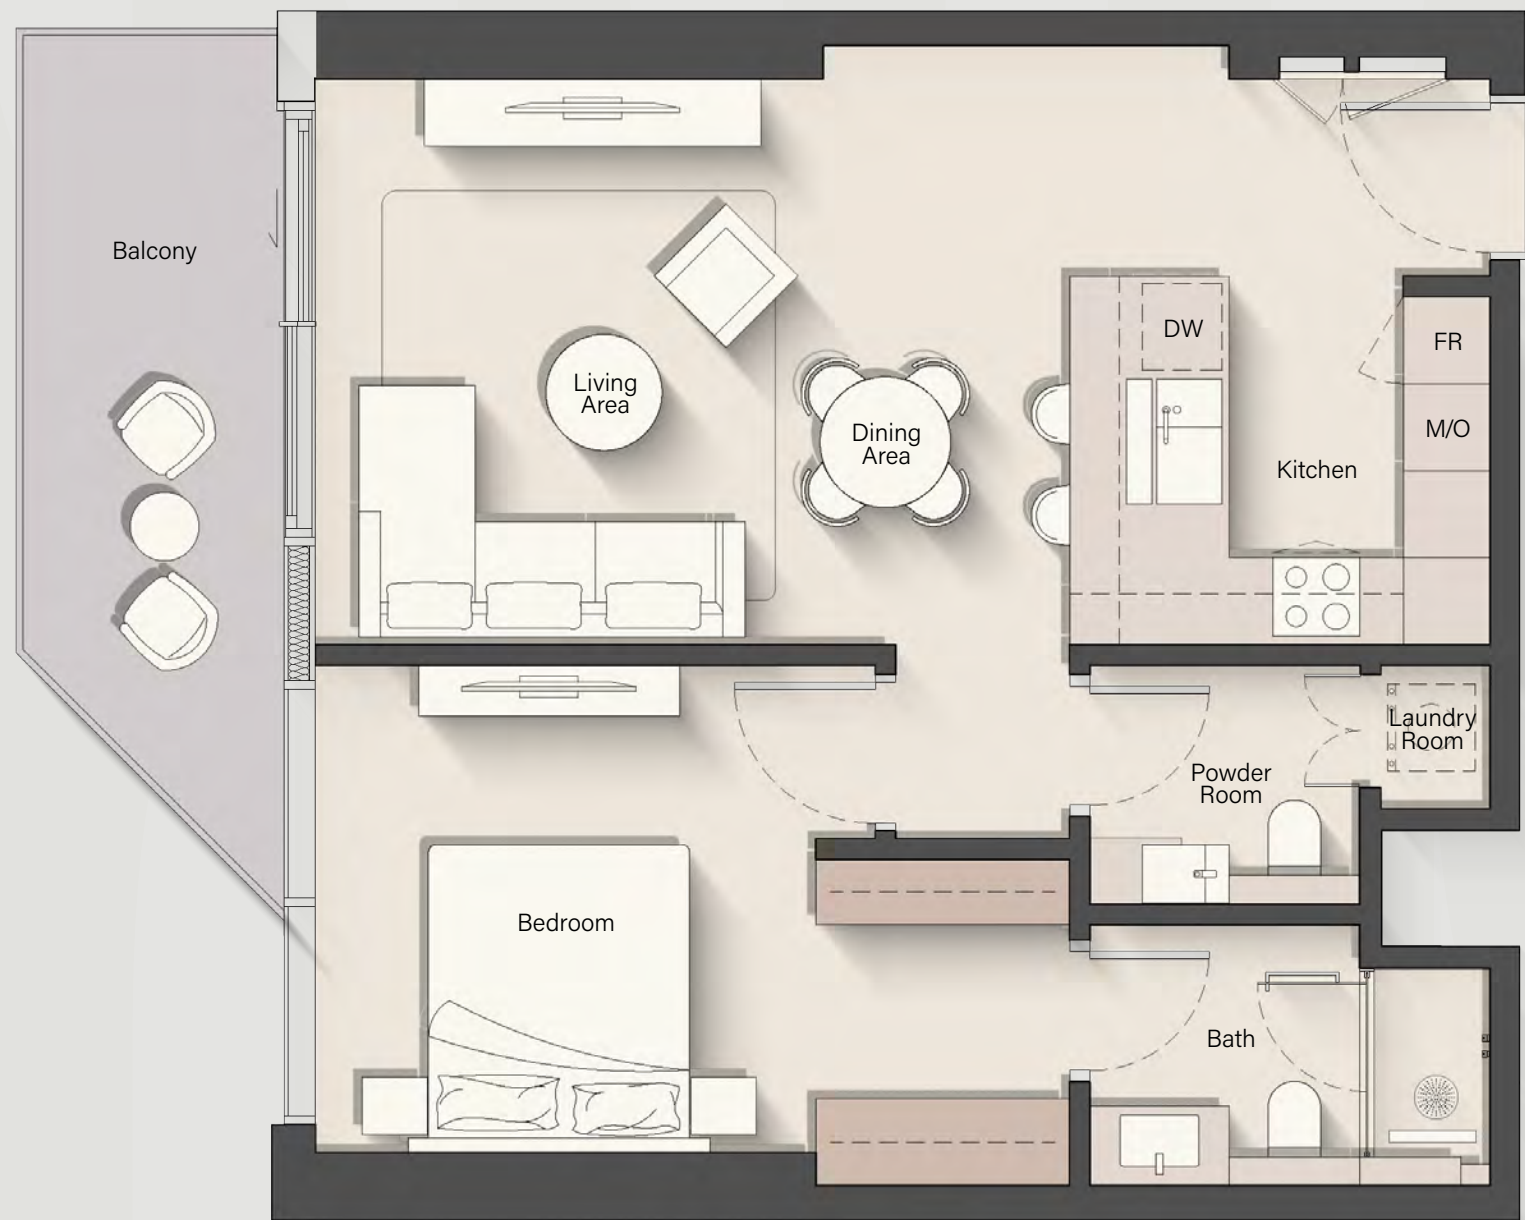 Balcony
DW
FR
Living
Area
Dining
Area
M/O
Kitchen
Laundry
Room
Powder
Room
Bedroom
Bath